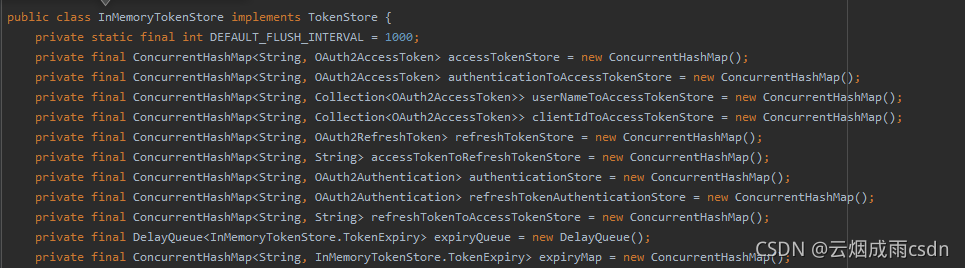 public class InMemoryTokenStore implements TokenStore {
private static final int DEFAULT_FLUSH_INTERVAL = 1000;
private final ConcurrentHashMap<String, OAuth2AccessToken> accessTokenStore = new ConcurrentHashMap();
private final ConcurrentHashMap<String, OAuth2AccessToken> authenticationToAccessTokenStore = new ConcurrentHashMap();
private final ConcurrentHashMap<String, Collection<OAuth2AccessToken>> userNameToAccessTokenStore = new ConcurrentHashMap();
private final ConcurrentHashMap<String, Collection<OAuth2AccessToken>> clientIdToAccessTokenStore = new ConcurrentHashMap();
private final ConcurrentHashMap<String, OAuth2RefreshToken> refreshTokenStore = new ConcurrentHashMap();
private final ConcurrentHashMap<String, String> accessTokenToRefreshTokenStore = new ConcurrentHashMap();
private final ConcurrentHashMap<String, OAuth2Authentication> authenticationStore = new ConcurrentHashMap();
private final ConcurrentHashMap<String, OAuth2Authentication> refreshTokenAuthenticationStore = new ConcurrentHashMap();
private final ConcurrentHashMap<String, String> refreshTokenToAccessTokenStore = new ConcurrentHashMap();
private final DelayQueue<InMemoryTokenStore.TokenExpiry> expiryQueue = new DelayQueue();
private final ConcurrentHashMap<String, InMemoryTokenStore.TokenExpiry> expiryMap = new ConcurrentHashMap();
CSDN @云烟成雨csdn